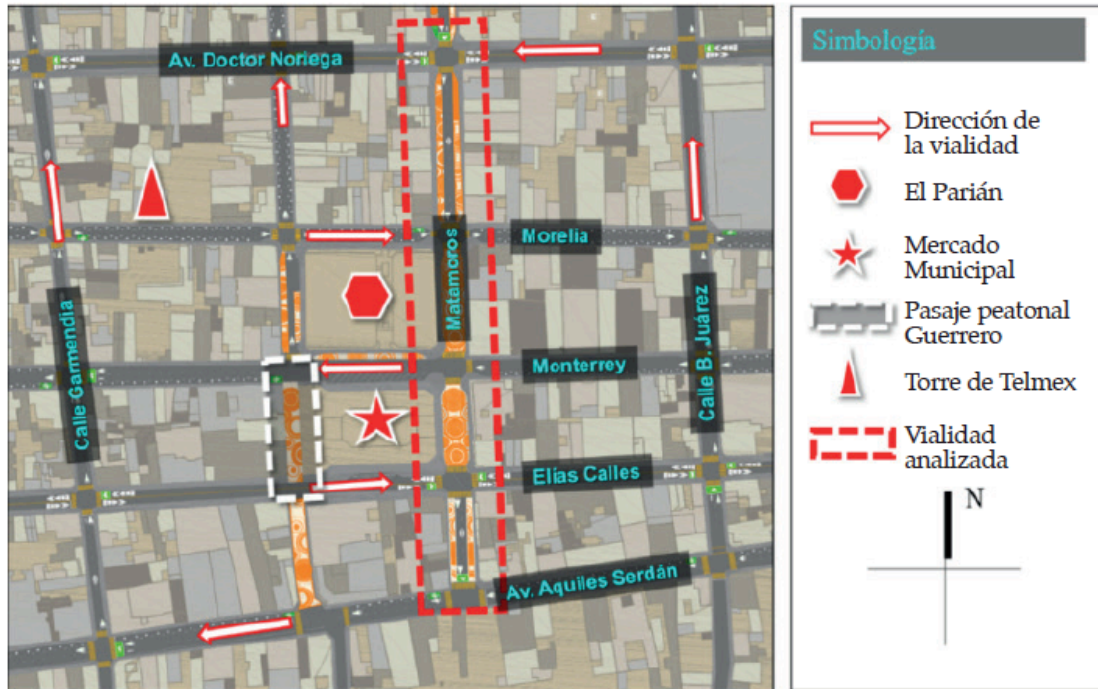 Av. Doctor Noriega
Morelia
Matamoros
Monterrey
Calle Garmendia
Calle B. Juárez
Elías Calles
Av. Aquiles Serdán
Simbología
Dirección de
la vialidad
El Parián
Mercado
Municipal
Pasaje peatonal
Guerrero
Torre de Telmex
Vialidad
analizada
N